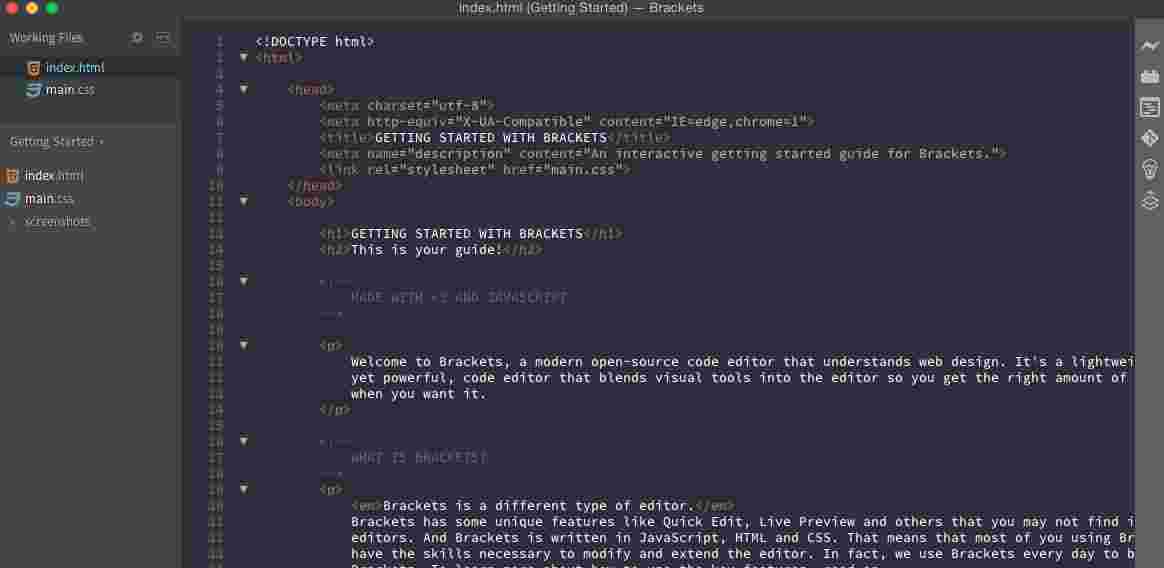 index.html (Getting Started) — Brackets
Working Files
index.html
main.css
Getting Started
index.html
main.css
screenshots
1 <!DOCTYPE html>
2 <html>
3
4 <head>
5 <meta charset="utf-8">
6 <meta http-equiv="X-UA-Compatible" content="IE=edge,chrome=1">
7 <title>GETTING STARTED WITH BRACKETS</title>
8 <meta name="description" content="An interactive getting started guide for Brackets.">
9 <link rel="stylesheet" href="main.css">
10 </head>
11 <body>
12
13 <h1>GETTING STARTED WITH BRACKETS</h1>
14 <h2>This is your guide!</h2>
15
16 <!--
17 MADE WITH <3 AND JAVASCRIPT
18 -->
19
20 <p>
21 Welcome to Brackets, a modern open-source code editor that understands web design. It's a lightwei
22 yet powerful, code editor that blends visual tools into the editor so you get the right amount of
23 when you want it.
24 </p>
25
26 <!--
27 WHAT IS BRACKETS?
28 -->
29 <p>
<em>Brackets is a different type of editor.</em>
Brackets has some unique features like Quick Edit, Live Preview and others that you may not find i
editors. And Brackets is written in JavaScript, HTML and CSS. That means that most of you using Br
have the skills necessary to modify and extend the editor. In fact, we use Brackets every day to b